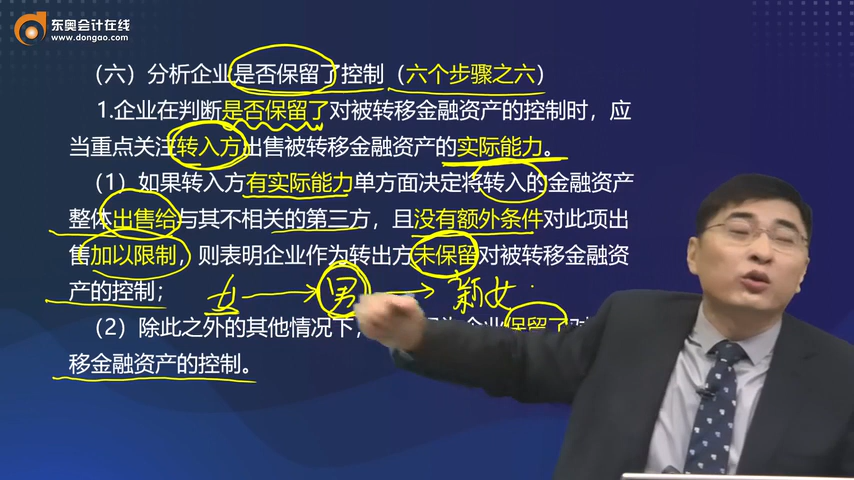 东奥会计在线
www.dongao.com
（六）分析企业是否保留了控制（六个步骤之六）
1.企业在判断是否保留了对被转移金融资产的控制时，应
当重点关注转入方出售被转移金融资产的实际能力。
（1）如果转入方有实际能力单方面决定将转入的金融资产
整体出售给与其不相关的第三方，且没有额外条件对此项出
售加以限制，则表明企业作为转出方未保留对被转移金融资
产的控制；
女 男 新女
（2）除此之外的其他情况下，企业保留了对
移金融资产的控制。